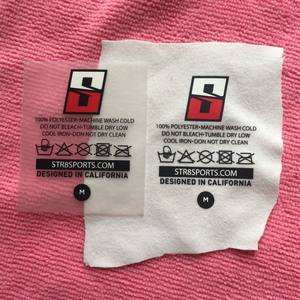 100% POLYESTER•MACHINE WASH COLD
DO NOT BLEACH•TUMBLE DRY LOW
COOL IRON•DON NOT DRY CLEAN
STR8SPORTS.COM
DESIGNED IN CALIFORNIA
M
100% POLYESTER•MACHINE WASH COLD
DO NOT BLEACH•TUMBLE DRY LOW
COOL IRON•DON NOT DRY CLEAN
STR8SPORTS.COM
DESIGNED IN CALIFORNIA
M